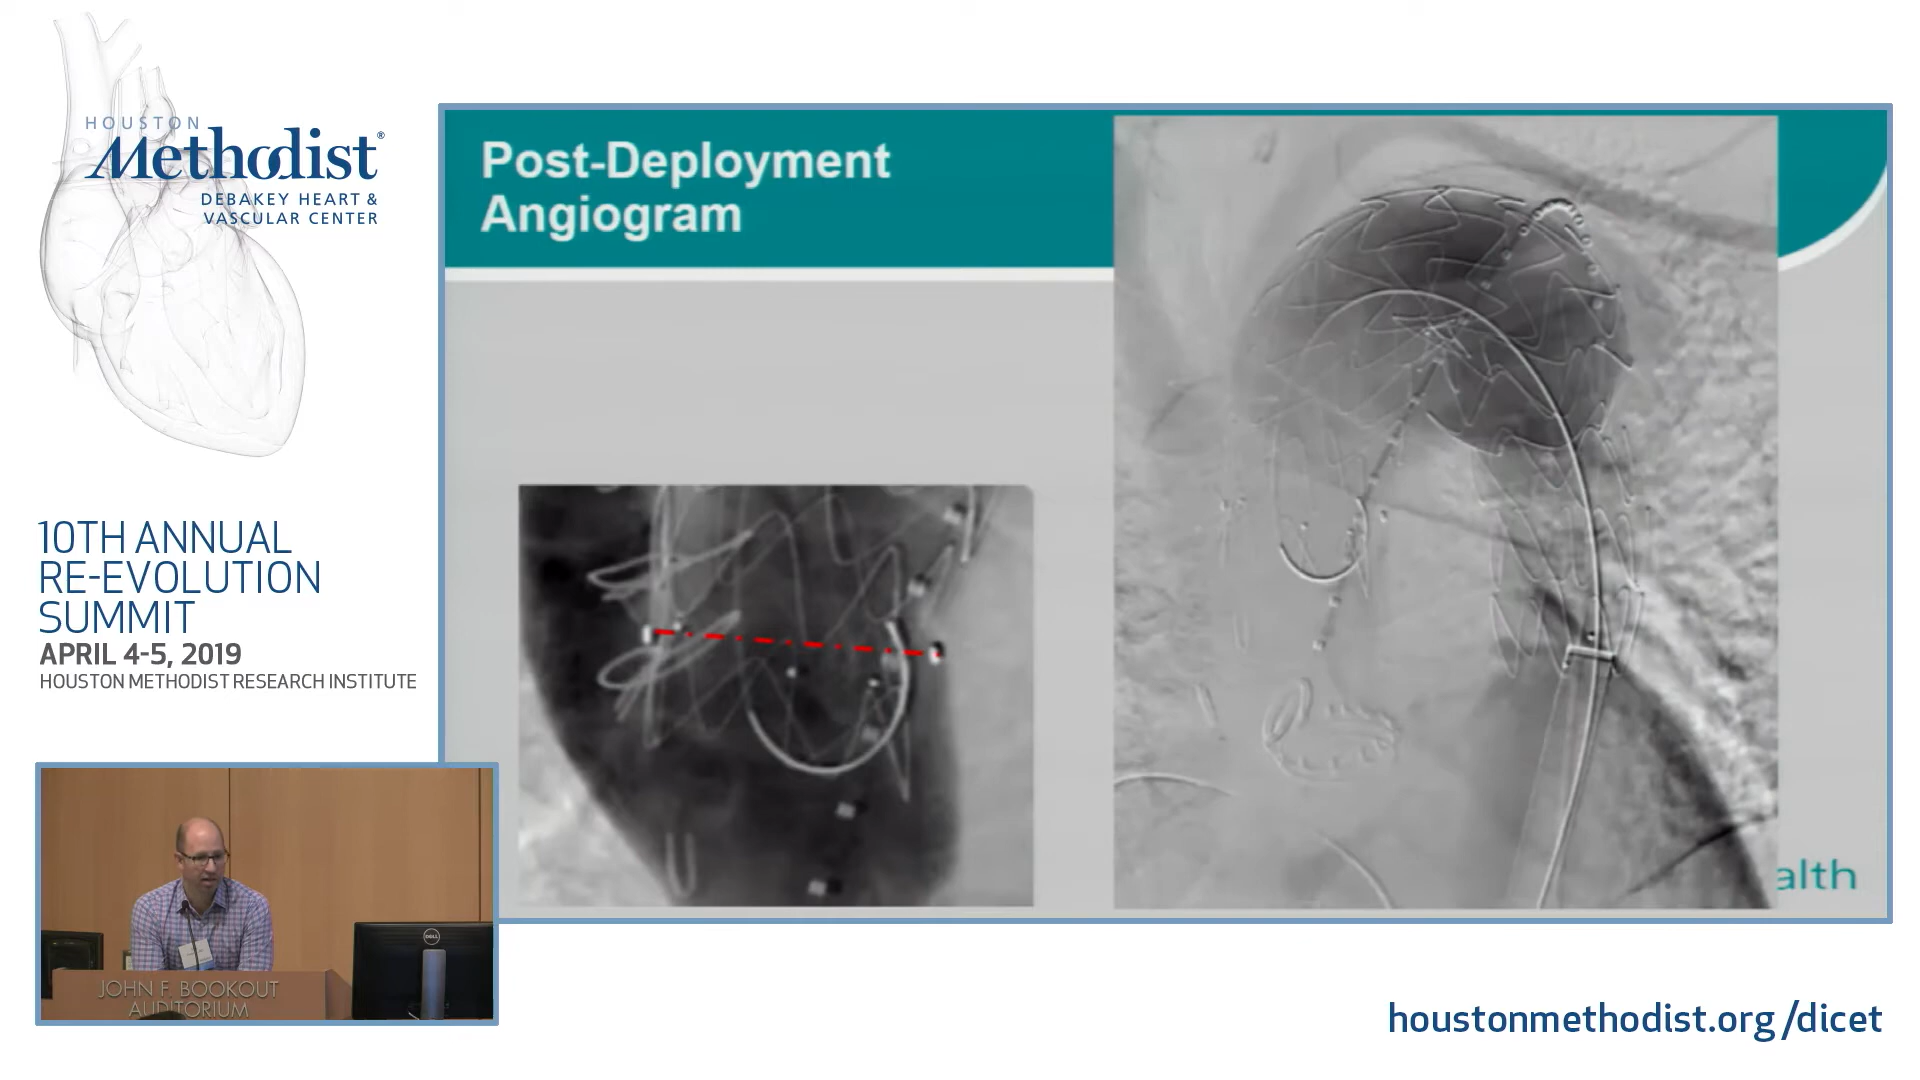 HOUSTON
Methodist®
DEBAKEY HEART &
VASCULAR CENTER
10TH ANNUAL
RE-EVOLUTION
SUMMIT
APRIL 4-5, 2019
HOUSTON METHODIST RESEARCH INSTITUTE
Post-Deployment
Angiogram
alth
DELL
JOHN F. BOOKOUT
AUDITORIUM
houstonmethodist.org/dicet